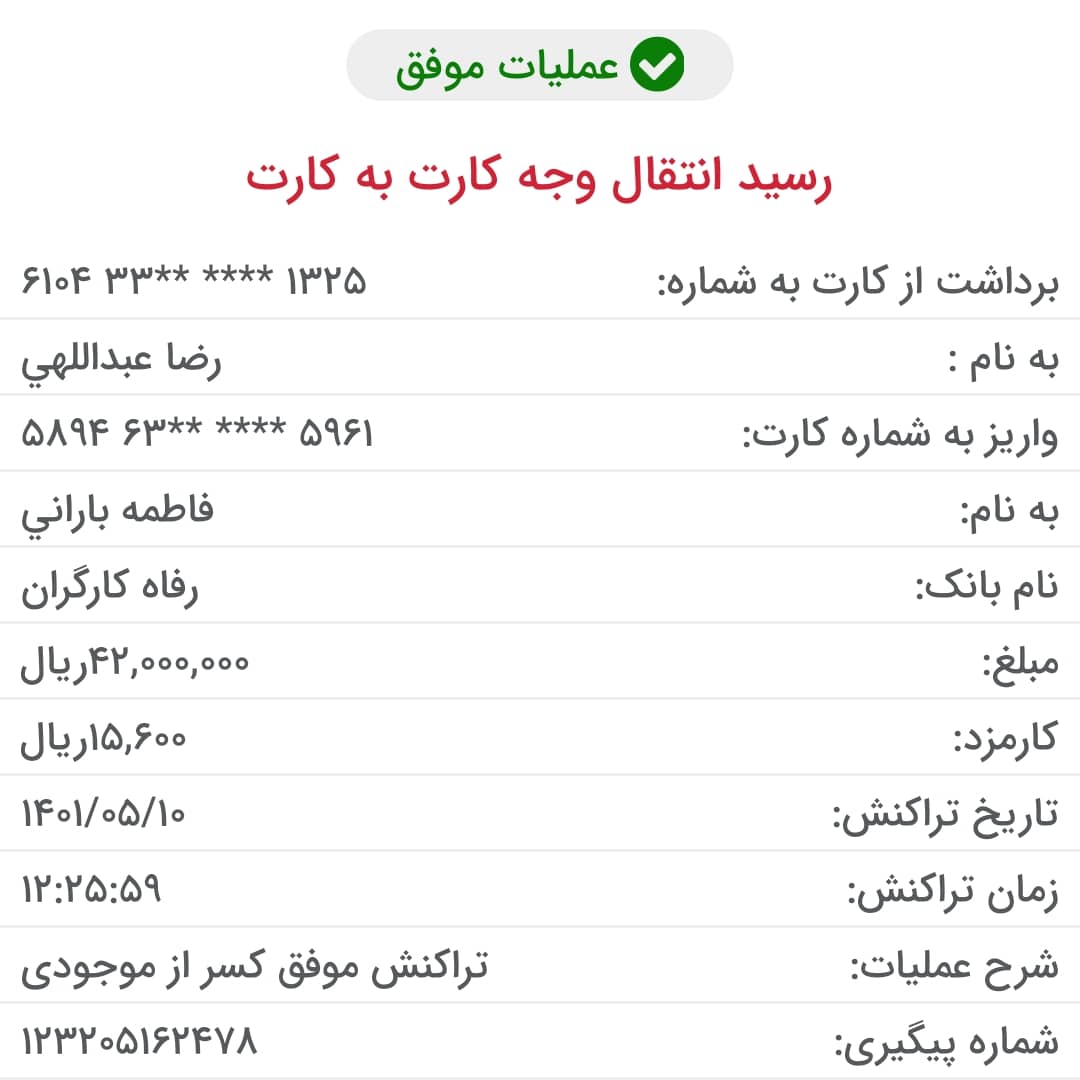 عملیات موفق
رسید انتقال وجه کارت به کارت
برداشت از کارت به شماره: ۶۱۰۴ ۳۳** **** ۱۳۲۵
به نام : رضا عبداللهي
واریز به شماره کارت: ۵۸۹۴ ۶۳** **** ۵۹۶۱
به نام: فاطمه باراني
نام بانک: رفاه کارگران
مبلغ: ۴۲,۰۰۰,۰۰۰ریال
کارمزد: ۱۵,۶۰۰ریال
تاریخ تراکنش: ۱۴۰۱/۰۵/۱۰
زمان تراکنش: ۱۲:۲۵:۵۹
شرح عملیات: تراکنش موفق کسر از موجودی
شماره پیگیری: ۱۲۳۲۰۵۱۶۲۴۷۸